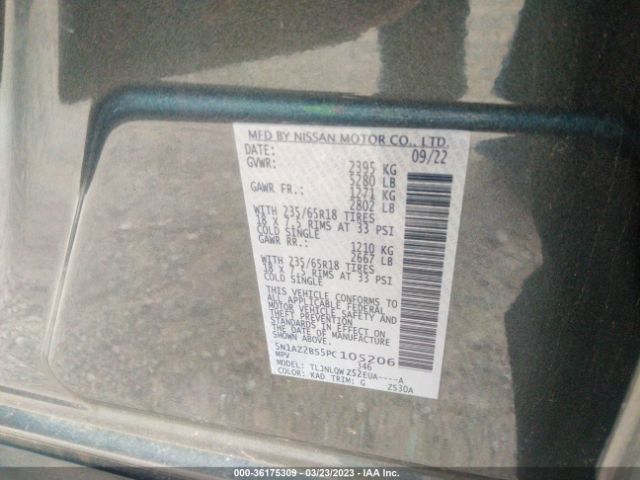 MFD BY NISSAN MOTOR CO., LTD.
DATE: 09/22
GVWR: 2395 KG
5280 LB
GAWR FR.: 1271 KG
2802 LB
WITH 235/65R18 TIRES
18 X 7.5 RIMS AT 33 PSI
COLD SINGLE
GAWR RR.: 1210 KG
2667 LB
WITH 235/65R18 TIRES
18 X 7.5 RIMS AT 33 PSI
COLD SINGLE
THIS VEHICLE CONFORMS TO
ALL APPLICABLE FEDERAL
MOTOR VEHICLE SAFETY AND
THEFT PREVENTION
STANDARDS IN EFFECT ON
THE DATE OF MANUFACTURE
SHOWN ABOVE.
5N1AZ2BS5PC105206
MPV 346
MODEL: TLJNLQW Z52EUA----A
COLOR: KAD TRIM: G Z530A
000-36175309 - 03/23/2023 - IAA Inc.